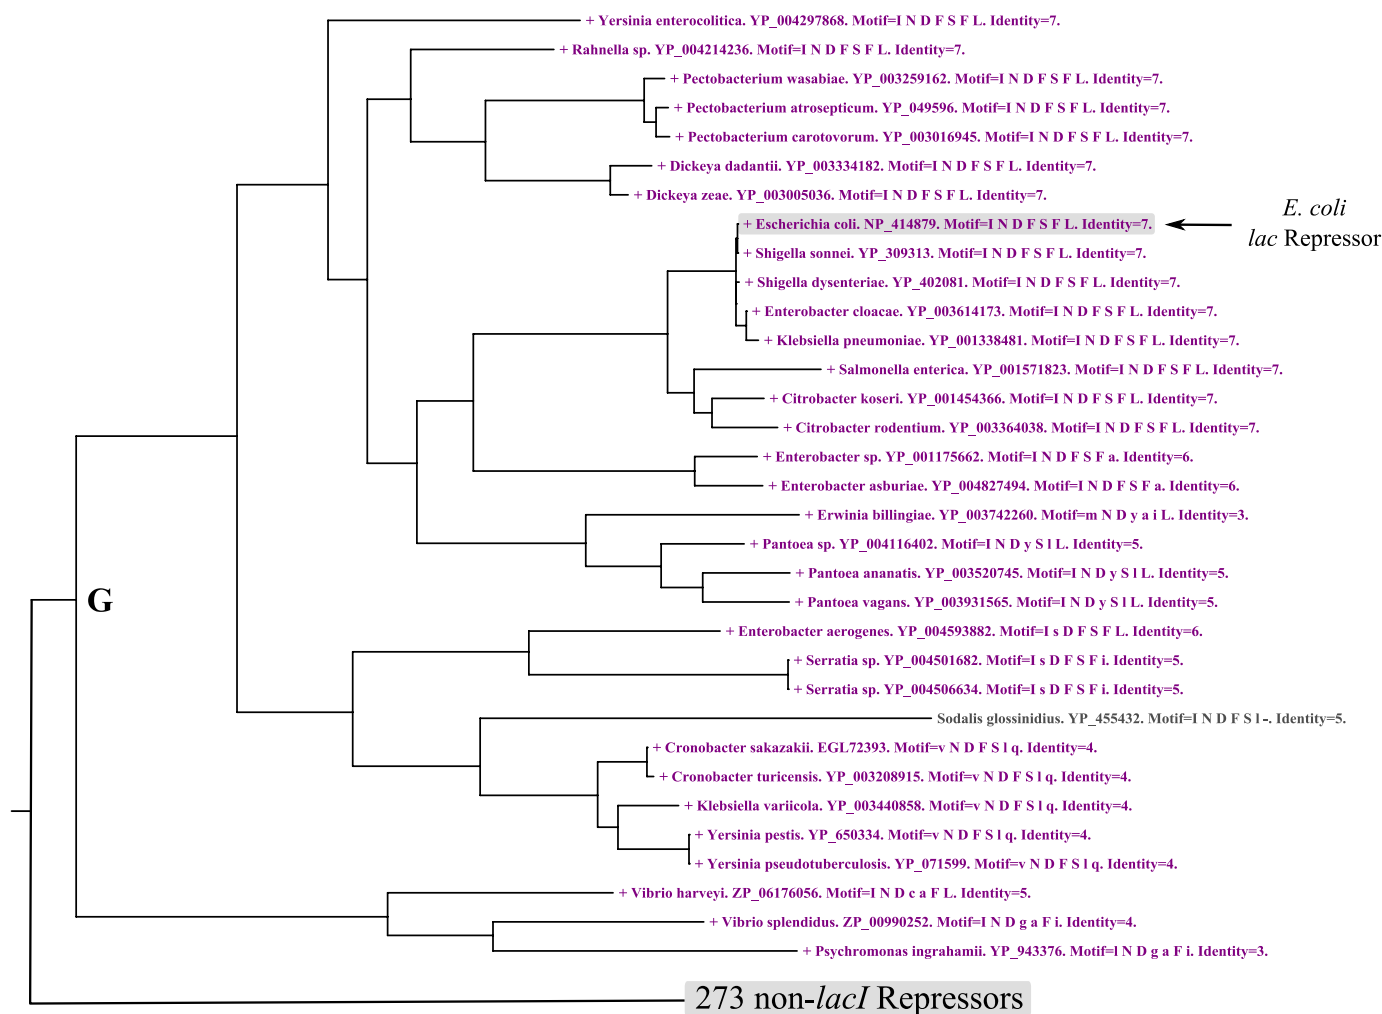 + Yersinia enterocolitica. YP_004297868. Motif=I N D F S F L. Identity=7.
+ Rahnella sp. YP_004214236. Motif=I N D F S F L. Identity=7.
+ Pectobacterium wasabiae. YP_003259162. Motif=I N D F S F L. Identity=7.
+ Pectobacterium atrosepticum. YP_049596. Motif=I N D F S F L. Identity=7.
+ Pectobacterium carotovorum. YP_003016945. Motif=I N D F S F L. Identity=7.
+ Dickeya dadantii. YP_003334182. Motif=I N D F S F L. Identity=7.
+ Dickeya zeae. YP_003005036. Motif=I N D F S F L. Identity=7.
+ Escherichia coli. NP_414879. Motif=I N D F S F L. Identity=7.
E. coli
lac Repressor
+ Shigella sonnei. YP_309313. Motif=I N D F S F L. Identity=7.
+ Shigella dysenteriae. YP_402081. Motif=I N D F S F L. Identity=7.
+ Enterobacter cloacae. YP_003614173. Motif=I N D F S F L. Identity=7.
+ Klebsiella pneumoniae. YP_001338481. Motif=I N D F S F L. Identity=7.
+ Salmonella enterica. YP_001571823. Motif=I N D F S F L. Identity=7.
+ Citrobacter koseri. YP_001454366. Motif=I N D F S F L. Identity=7.
+ Citrobacter rodentium. YP_003364038. Motif=I N D F S F L. Identity=7.
+ Enterobacter sp. YP_001175662. Motif=I N D F S F a. Identity=6.
+ Enterobacter asburiae. YP_004827494. Motif=I N D F S F a. Identity=6.
+ Erwinia billingiae. YP_003742260. Motif=m N D y a i L. Identity=3.
+ Pantoea sp. YP_004116402. Motif=I N D y S l L. Identity=5.
+ Pantoea ananatis. YP_003520745. Motif=I N D y S l L. Identity=5.
+ Pantoea vagans. YP_003931565. Motif=I N D y S l L. Identity=5.
G
+ Enterobacter aerogenes. YP_004593882. Motif=I s D F S F L. Identity=6.
+ Serratia sp. YP_004501682. Motif=I s D F S F i. Identity=5.
+ Serratia sp. YP_004506634. Motif=I s D F S F i. Identity=5.
Sodalis glossinidius. YP_455432. Motif=I N D F S l -. Identity=5.
+ Cronobacter sakazakii. EGL72393. Motif=v N D F S l q. Identity=4.
+ Cronobacter turicensis. YP_003208915. Motif=v N D F S l q. Identity=4.
+ Klebsiella variicola. YP_003440858. Motif=v N D F S l q. Identity=4.
+ Yersinia pestis. YP_650334. Motif=v N D F S l q. Identity=4.
+ Yersinia pseudotuberculosis. YP_071599. Motif=v N D F S l q. Identity=4.
+ Vibrio harveyi. ZP_06176056. Motif=I N D c a F L. Identity=5.
+ Vibrio splendidus. ZP_00990252. Motif=I N D g a F i. Identity=4.
+ Psychromonas ingrahamii. YP_943376. Motif=l N D g a F i. Identity=3.
273 non-lacI Repressors